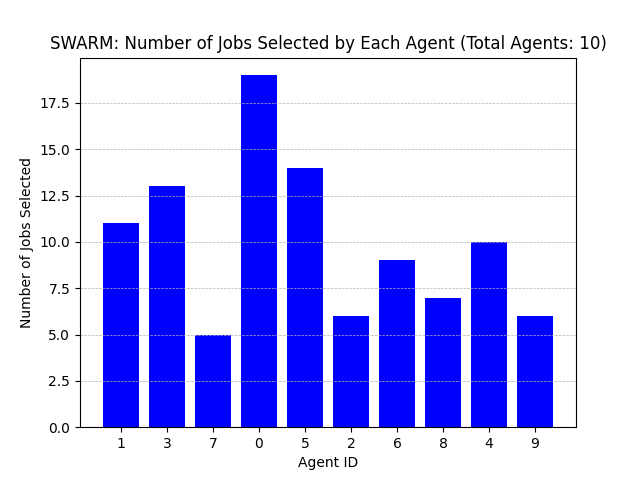 SWARM: Number of Jobs Selected by Each Agent (Total Agents: 10)
17.5
15.0
12.5
10.0
7.5
5.0
2.5
0.0
Number of Jobs Selected
1 3 7 0 5 2 6 8 4 9
Agent ID